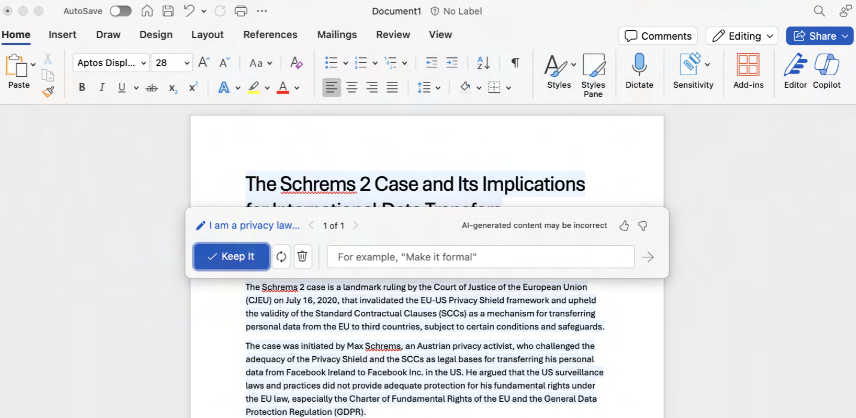 AutoSave
Document1
No Label
Home Insert Draw Design Layout References Mailings Review View Comments Editing Share
Aptos Displ... 28 Aa
Paste B I U ab x2 x2 A A Styles Styles Pane Dictate Sensitivity Add-ins Editor Copilot
The Schrems 2 Case and Its Implications
for International Data Transfers
I am a privacy law... 1 of 1 AI-generated content may be incorrect
Keep It For example, "Make it formal"
The Schrems 2 case is a landmark ruling by the Court of Justice of the European Union
(CJEU) on July 16, 2020, that invalidated the EU-US Privacy Shield framework and upheld
the validity of the Standard Contractual Clauses (SCCs) as a mechanism for transferring
personal data from the EU to third countries, subject to certain conditions and safeguards.
The case was initiated by Max Schrems, an Austrian privacy activist, who challenged the
adequacy of the Privacy Shield and the SCCs as legal bases for transferring his personal
data from Facebook Ireland to Facebook Inc. in the US. He argued that the US surveillance
laws and practices did not provide adequate protection for his fundamental rights under
the EU law, especially the Charter of Fundamental Rights of the EU and the General Data
Protection Regulation (GDPR).